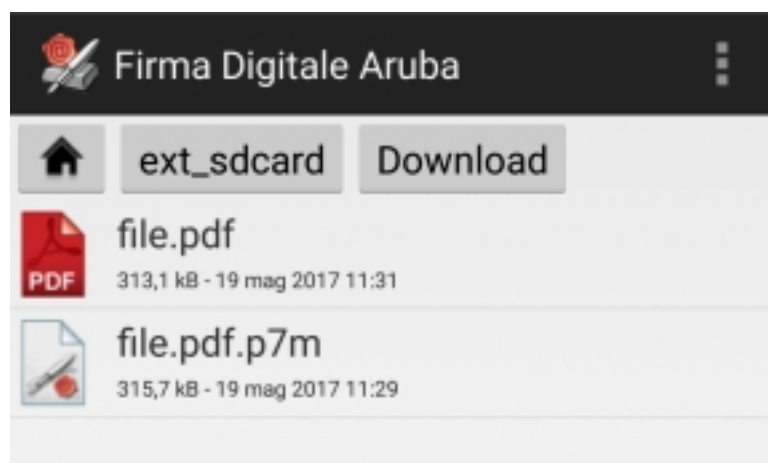 Firma Digitale Aruba
ext_sdcard Download
file.pdf
PDF
313,1 kB - 19 mag 2017 11:31
file.pdf.p7m
315,7 kB - 19 mag 2017 11:29